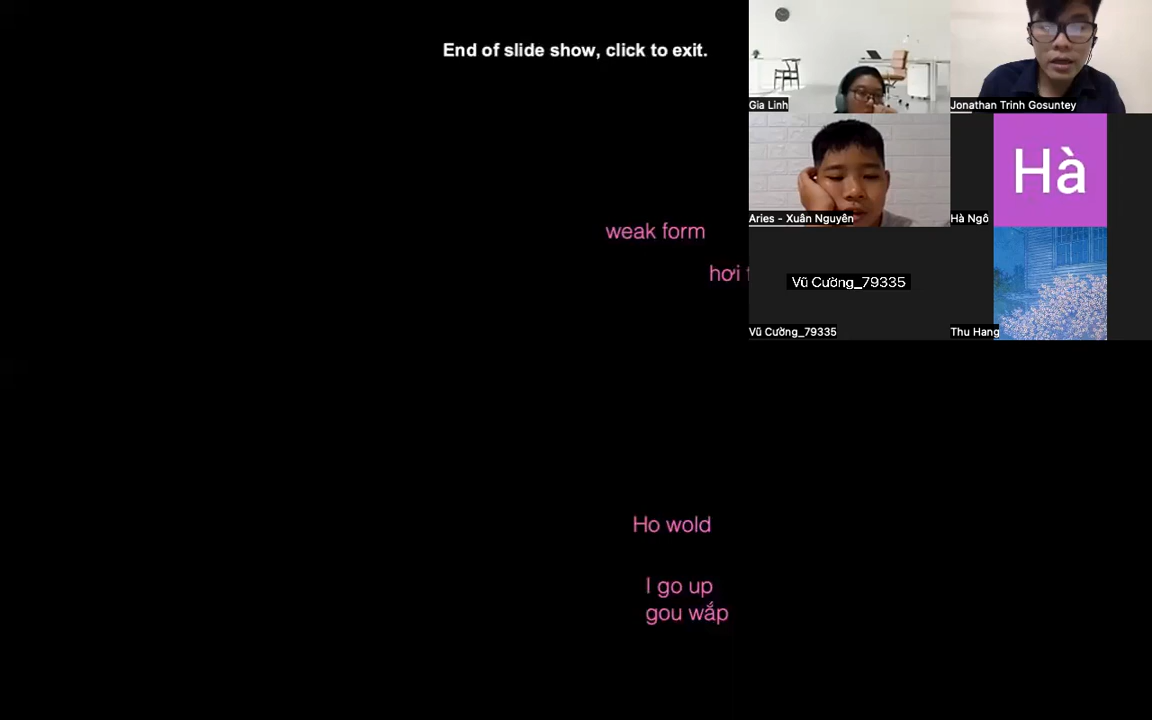 End of slide show, click to exit.
Gia Linh
Jonathan Trinh Gosuntey
Hà
Aries - Xuân Nguyên
Hà Ngô
weak form
hơi
Vũ Cường_79335
Vũ Cường_79335
Thu Hang
Ho wold
I go up
gou wắp